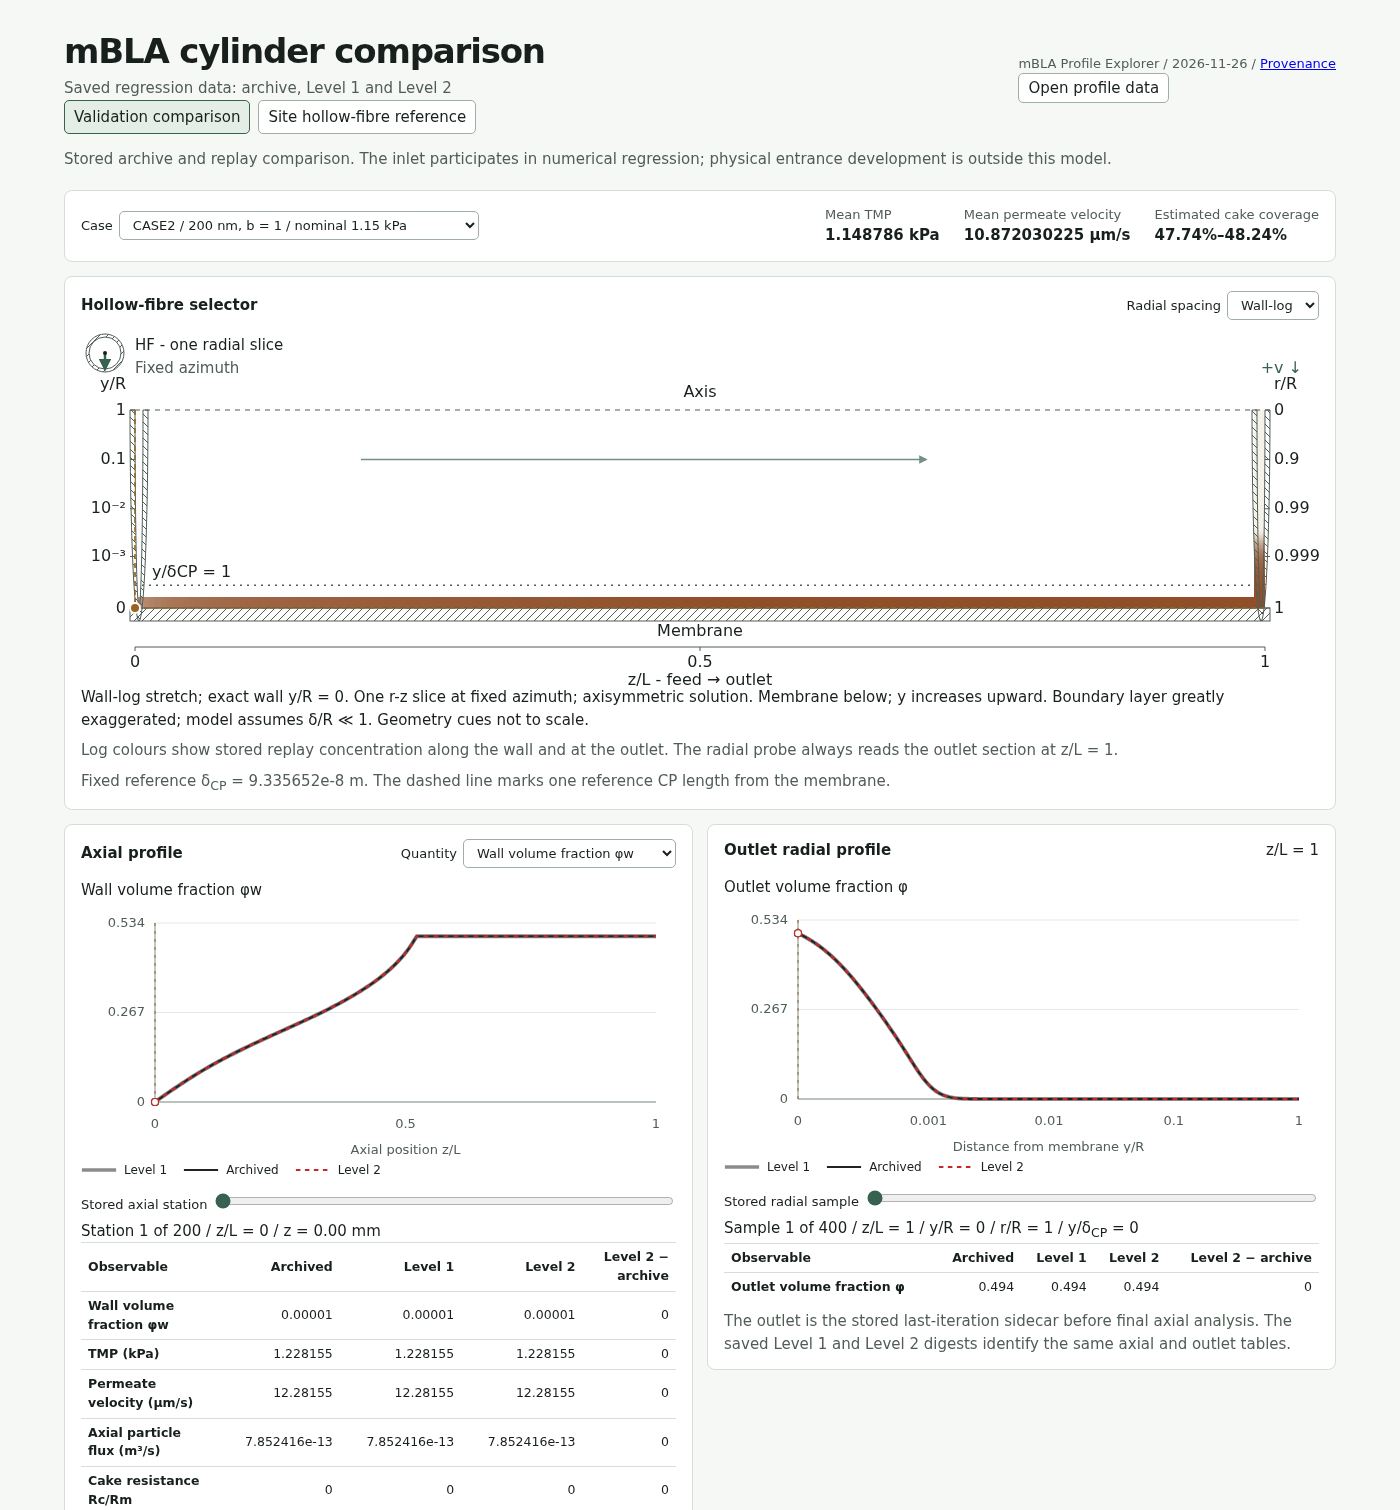 mBLA cylinder comparison
Saved regression data: archive, Level 1 and Level 2
mBLA Profile Explorer / 2026-11-26 / Provenance
Open profile data
Validation comparison
Site hollow-fibre reference
Stored archive and replay comparison. The inlet participates in numerical regression; physical entrance development is outside this model.
Case
CASE2 / 200 nm, b = 1 / nominal 1.15 kPa
Mean TMP
1.148786 kPa
Mean permeate velocity
10.872030225 µm/s
Estimated cake coverage
47.74%–48.24%
Hollow-fibre selector
Radial spacing
Wall-log
HF - one radial slice
Fixed azimuth
+v ↓
y/R
r/R
Axis
1
0
0.1
0.9
10⁻²
0.99
10⁻³
0.999
y/δCP = 1
0
1
Membrane
0
0.5
1
z/L - feed → outlet
Wall-log stretch; exact wall y/R = 0. One r-z slice at fixed azimuth; axisymmetric solution. Membrane below; y increases upward. Boundary layer greatly
exaggerated; model assumes δ/R ≪ 1. Geometry cues not to scale.
Log colours show stored replay concentration along the wall and at the outlet. The radial probe always reads the outlet section at z/L = 1.
Fixed reference δCP = 9.335652e-8 m. The dashed line marks one reference CP length from the membrane.
Axial profile
Quantity
Wall volume fraction φw
Wall volume fraction φw
0.534
0.267
0
0
0.5
1
Axial position z/L
Level 1
Archived
Level 2
Stored axial station
Station 1 of 200 / z/L = 0 / z = 0.00 mm
Observable Archived Level 1 Level 2 Level 2 −
archive
Wall volume
fraction φw 0.00001 0.00001 0.00001 0
TMP (kPa) 1.228155 1.228155 1.228155 0
Permeate
velocity (µm/s) 12.28155 12.28155 12.28155 0
Axial particle
flux (m³/s) 7.852416e-13 7.852416e-13 7.852416e-13 0
Cake resistance
Rc/Rm 0 0 0 0
Outlet radial profile
z/L = 1
Outlet volume fraction φ
0.534
0.267
0
0
0.001
0.01
0.1
1
Distance from membrane y/R
Level 1
Archived
Level 2
Stored radial sample
Sample 1 of 400 / z/L = 1 / y/R = 0 / r/R = 1 / y/δCP = 0
Observable Archived Level 1 Level 2 Level 2 − archive
Outlet volume fraction φ 0.494 0.494 0.494 0
The outlet is the stored last-iteration sidecar before final axial analysis. The
saved Level 1 and Level 2 digests identify the same axial and outlet tables.